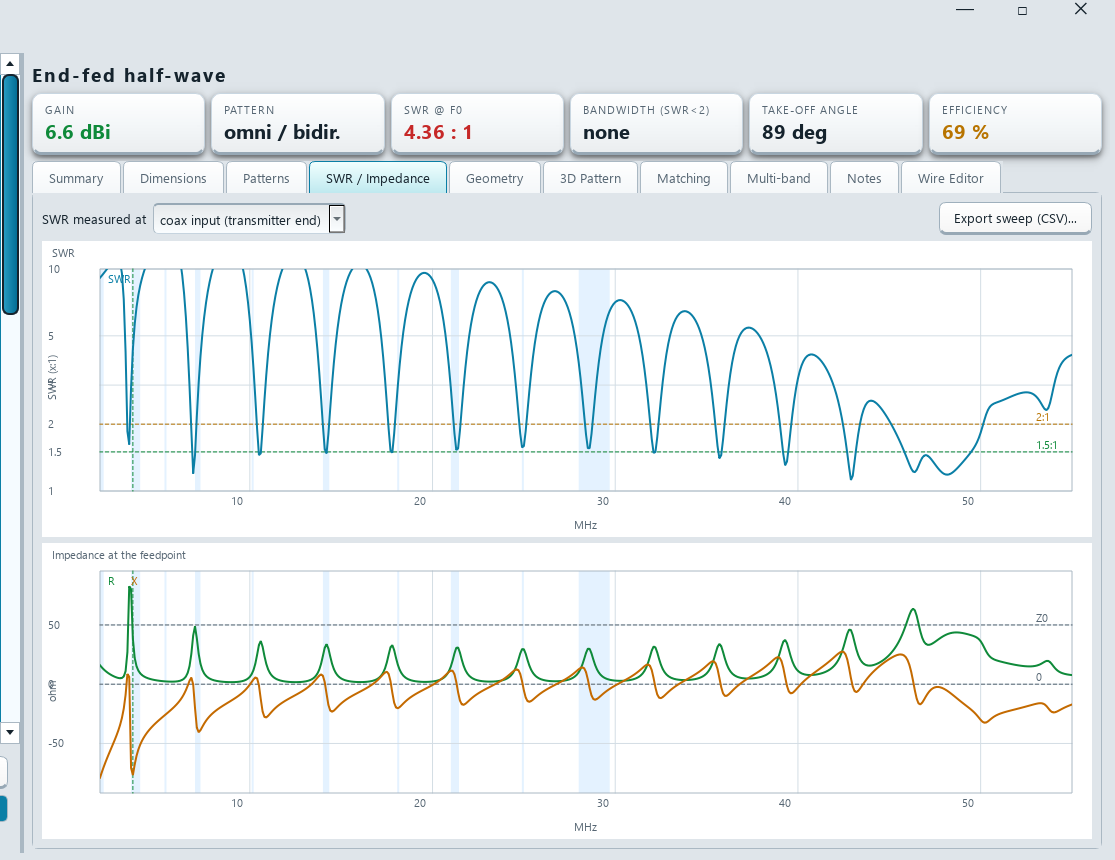 End-fed half-wave
GAIN
6.6 dBi
PATTERN
omni / bidir.
SWR @ F0
4.36 : 1
BANDWIDTH (SWR<2)
none
TAKE-OFF ANGLE
89 deg
EFFICIENCY
69 %
Summary
Dimensions
Patterns
SWR / Impedance
Geometry
3D Pattern
Matching
Multi-band
Notes
Wire Editor
SWR measured at
coax input (transmitter end)
Export sweep (CSV)...
SWR
10
SWR
5
SWR (x:1)
2
2:1
1.5
1.5:1
1
10
20
30
40
50
MHz
Impedance at the feedpoint
R
X
50
Z0
0
ohm
-50
10
20
30
40
50
MHz